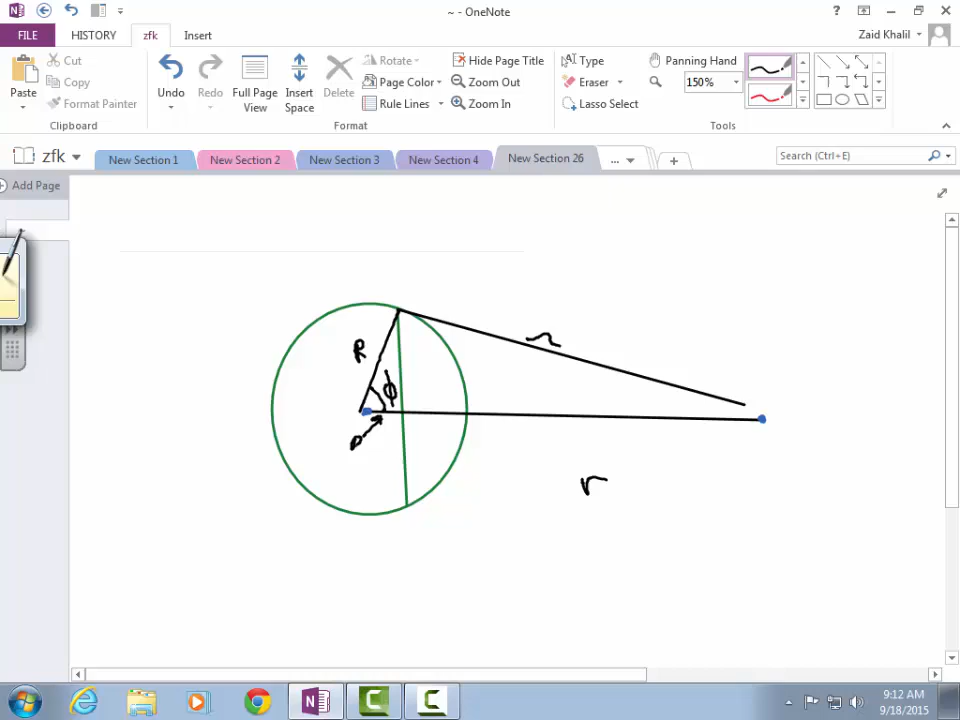 ~ - OneNote
?
FILE HISTORY zfk Insert
Zaid Khalil
Paste
Cut
Copy
Format Painter
Clipboard
Undo
Redo
Full Page
View
Insert
Space
Delete
Rotate
Page Color
Rule Lines
Format
Hide Page Title
Zoom Out
Zoom In
Type
Eraser
Lasso Select
Panning Hand
150%
Tools
zfk
New Section 1
New Section 2
New Section 3
New Section 4
New Section 26
...
+
Search (Ctrl+E)
Add Page
R
ϕ
r
9:12 AM
9/18/2015